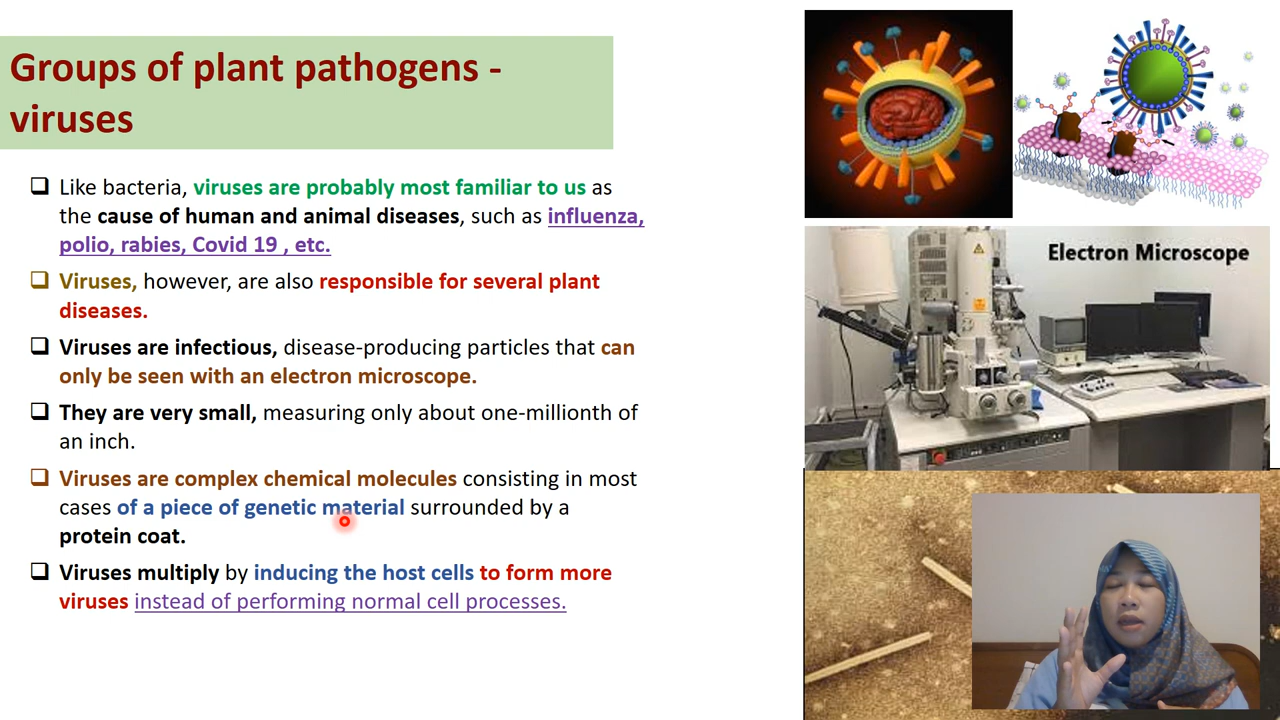 Groups of plant pathogens -
viruses
Like bacteria, viruses are probably most familiar to us as
the cause of human and animal diseases, such as influenza,
polio, rabies, Covid 19 , etc.
Viruses, however, are also responsible for several plant
diseases.
Viruses are infectious, disease-producing particles that can
only be seen with an electron microscope.
They are very small, measuring only about one-millionth of
an inch.
Viruses are complex chemical molecules consisting in most
cases of a piece of genetic material surrounded by a
protein coat.
Viruses multiply by inducing the host cells to form more
viruses instead of performing normal cell processes.
Electron Microscope